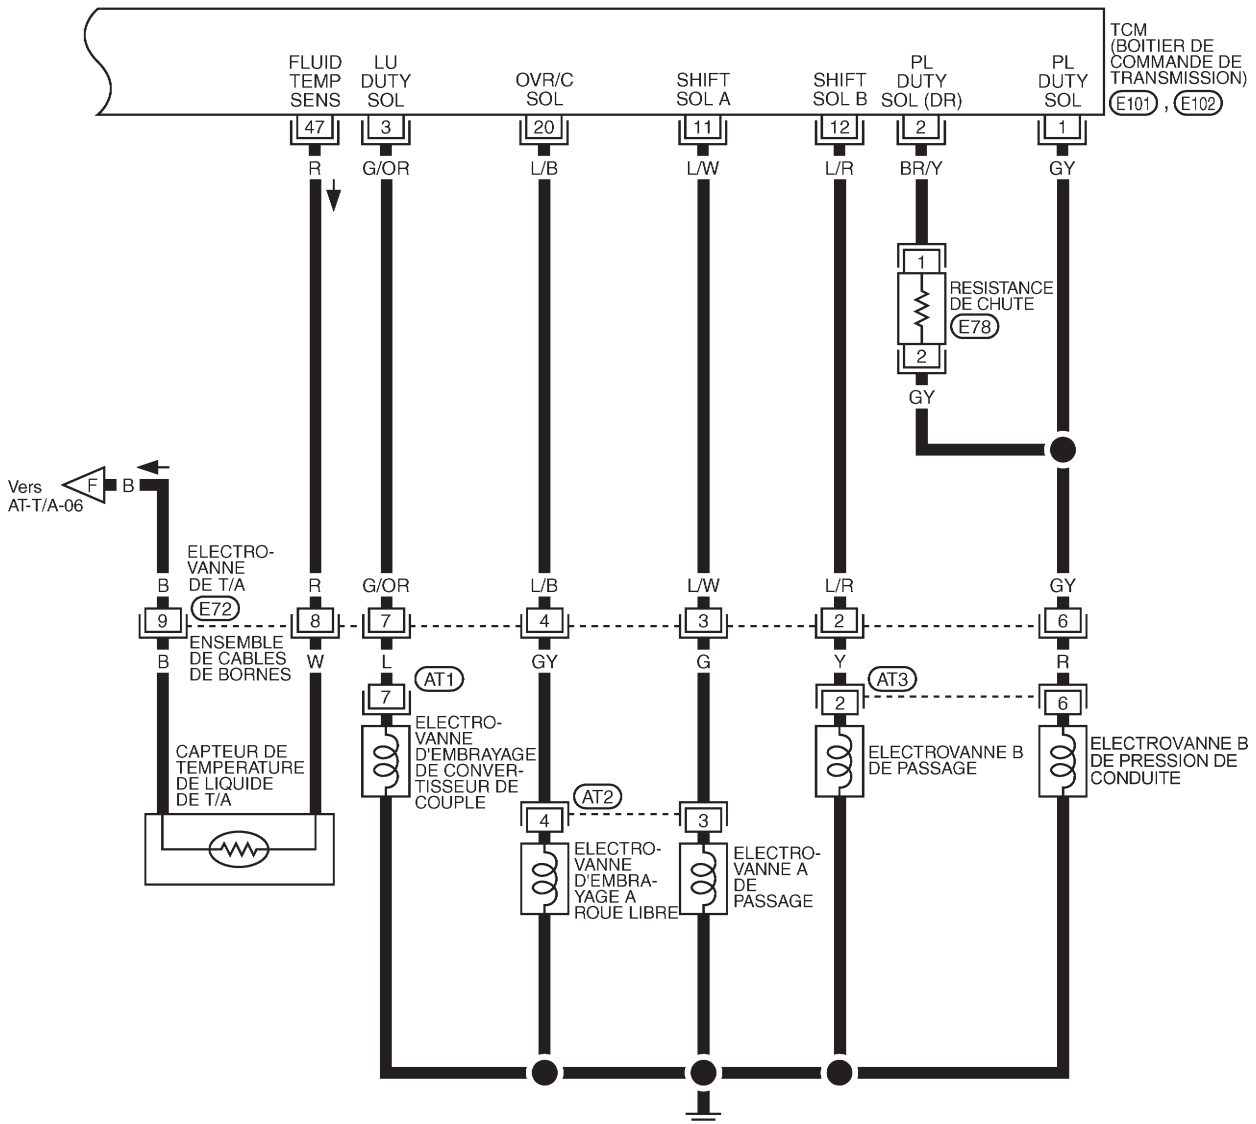 TCM
(BOITIER DE
COMMANDE DE
TRANSMISSION)
E101 , E102
FLUID
TEMP
SENS
LU
DUTY
SOL
OVR/C
SOL
SHIFT
SOL A
SHIFT
SOL B
PL
DUTY
SOL (DR)
PL
DUTY
SOL
47 3 20 11 12 2 1
R G/OR L/B L/W L/R BR/Y GY
1
RESISTANCE
DE CHUTE
E78
2
GY
Vers
AT-T/A-06
F B
ELECTRO-
VANNE
DE T/A
E72
B R G/OR L/B L/W L/R GY
9 8 7 4 3 2 6
ENSEMBLE
DE CABLES
DE BORNES
B W L GY G Y R
7 AT1
2 AT3 6
ELECTRO-
VANNE
D'EMBRAYAGE
DE CONVER-
TISSEUR DE
COUPLE
ELECTROVANNE B
DE PASSAGE
ELECTROVANNE B
DE PRESSION DE
CONDUITE
CAPTEUR DE
TEMPERATURE
DE LIQUIDE
DE T/A
4 AT2 3
ELECTRO-
VANNE
D'EMBRA-
YAGE A
ROUE LIBRE
ELECTRO-
VANNE A
DE
PASSAGE